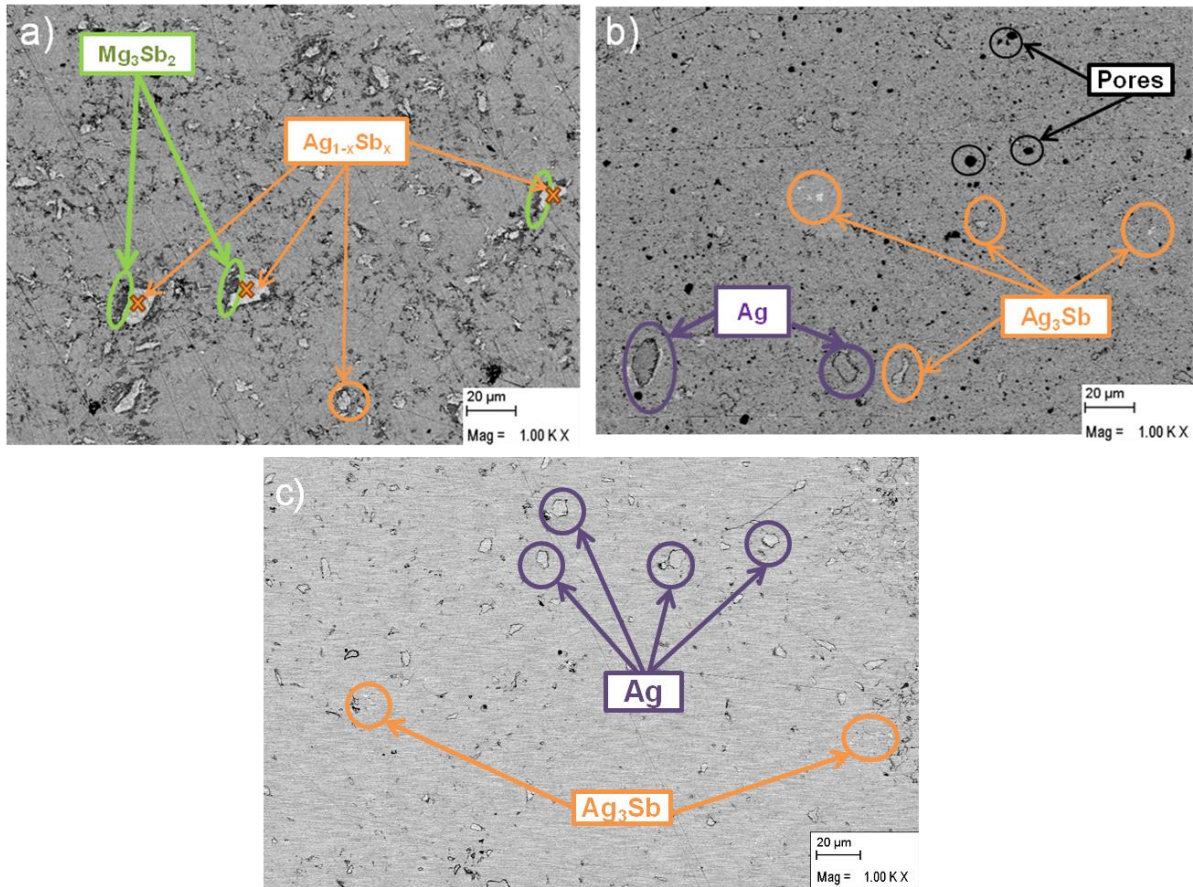 a)
Mg₃Sb₂
Ag₁₋ₓSbₓ
20 µm
Mag = 1.00 K X
b)
Pores
Ag
Ag₃Sb
20 µm
Mag = 1.00 K X
c)
Ag
Ag₃Sb
20 µm
Mag = 1.00 K X